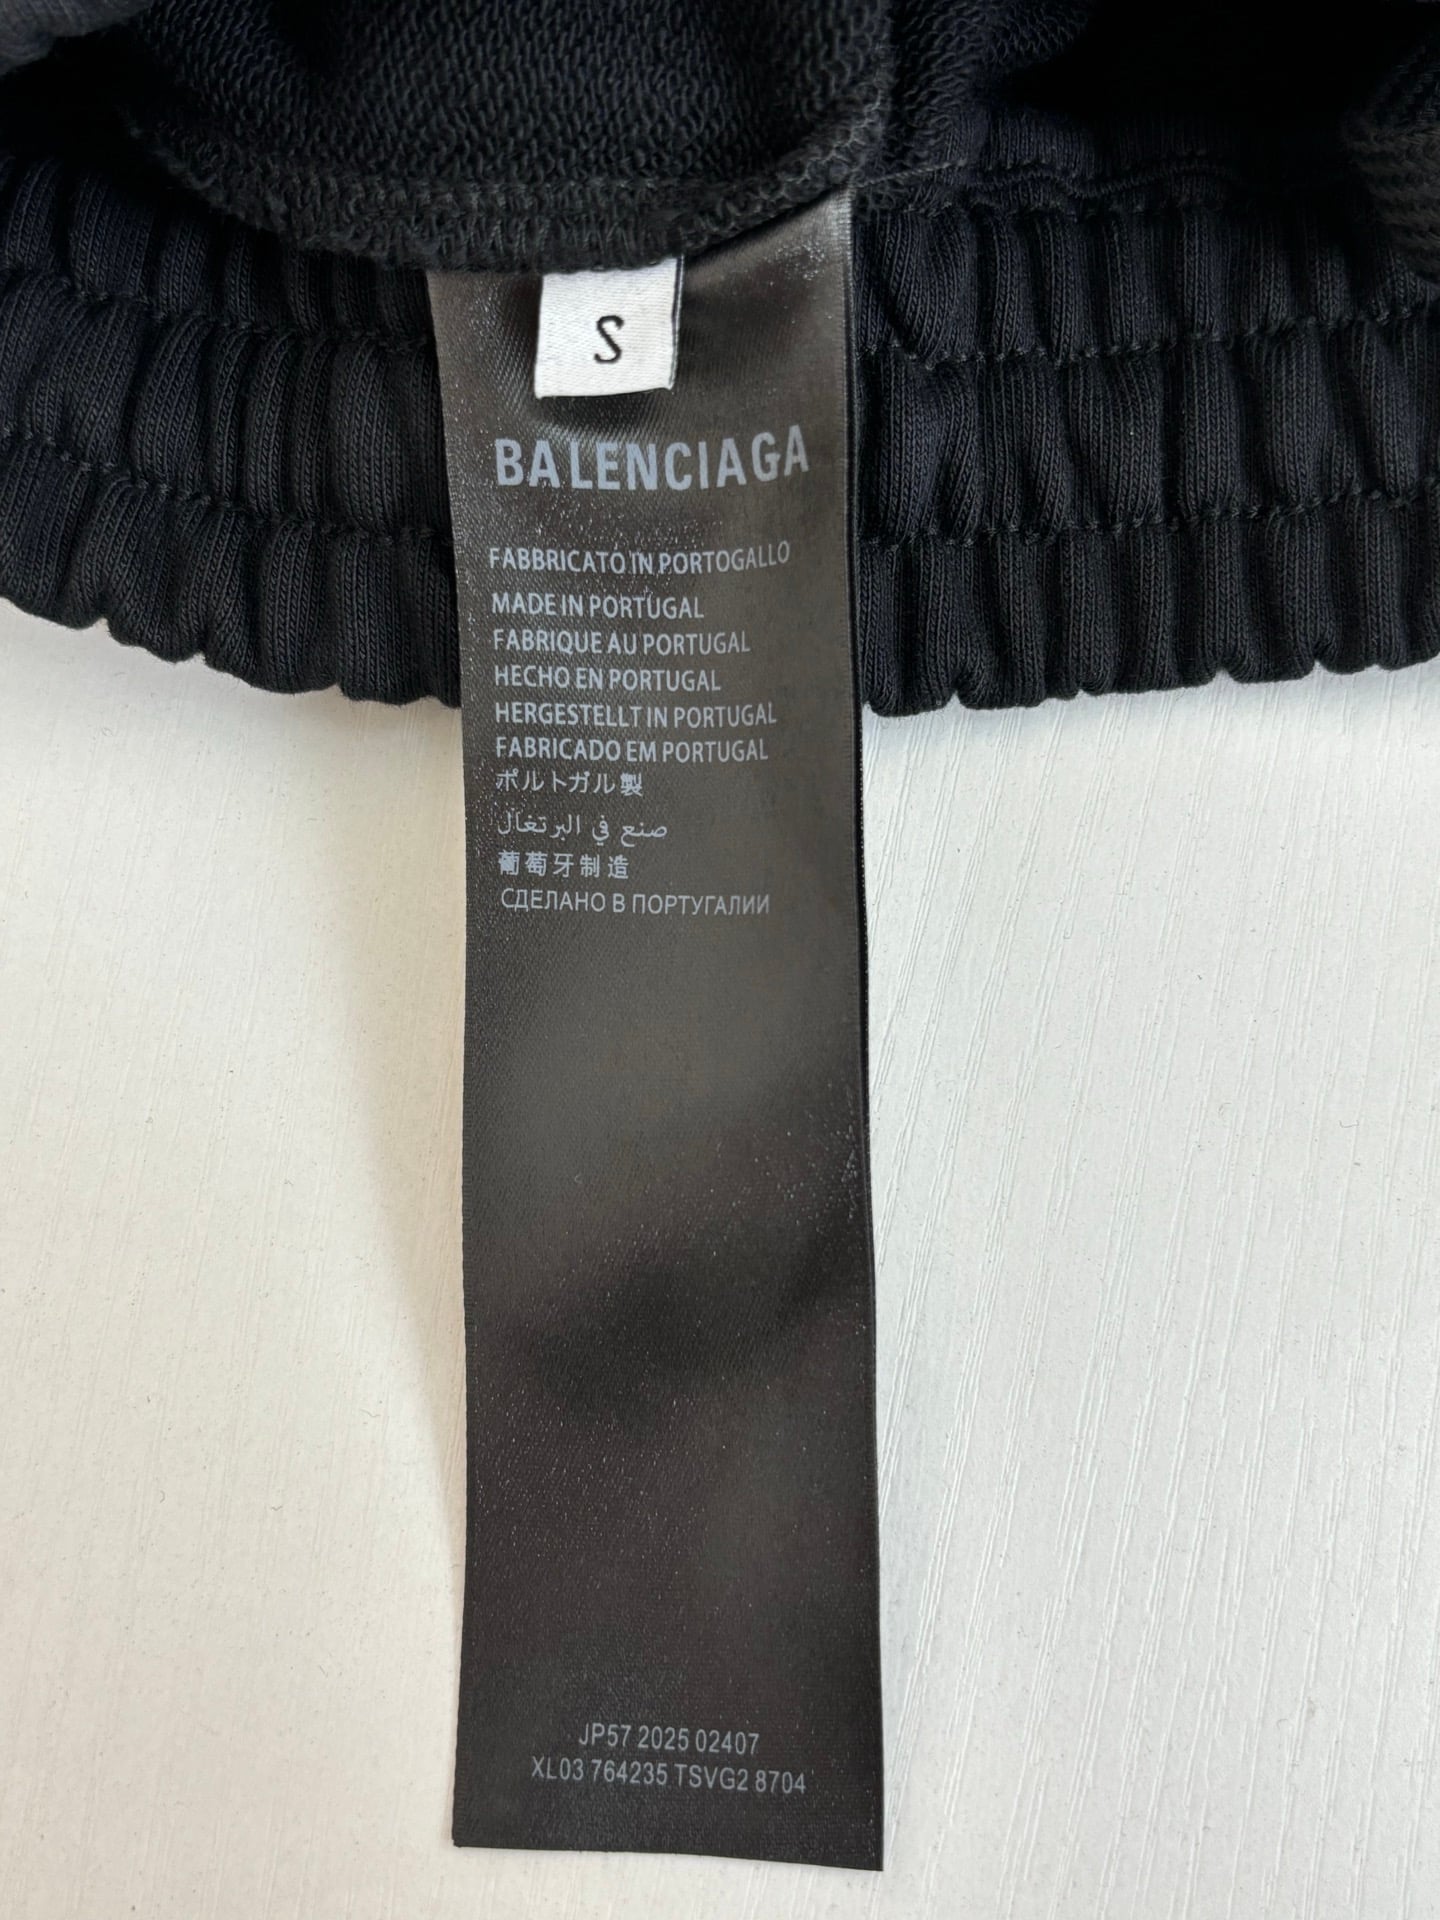 S
BALENCIAGA
FABBRICATO IN PORTOGALLO
MADE IN PORTUGAL
FABRIQUE AU PORTUGAL
HECHO EN PORTUGAL
HERGESTELLT IN PORTUGAL
FABRICADO EM PORTUGAL
ポルトガル製
صنع في البرتغال
葡萄牙制造
СДЕЛАНО В ПОРТУГАЛИИ
JP57 2025 02407
XL03 764235 TSVG2 8704